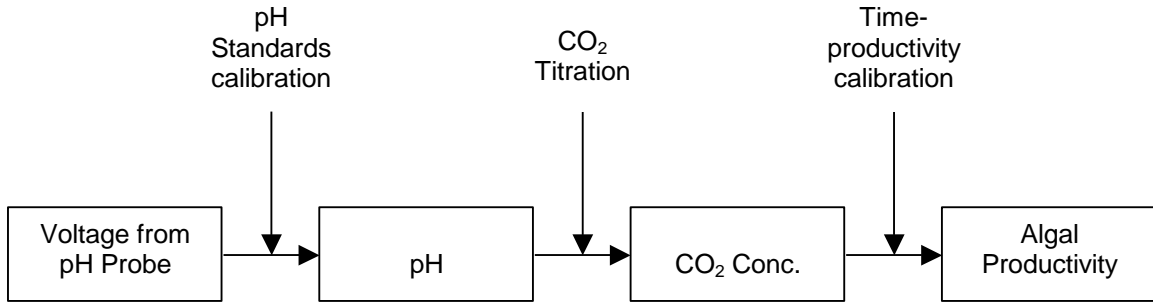 pH
Standards
calibration
CO₂
Titration
Time-
productivity
calibration
Voltage from
pH Probe
pH
CO₂ Conc.
Algal
Productivity